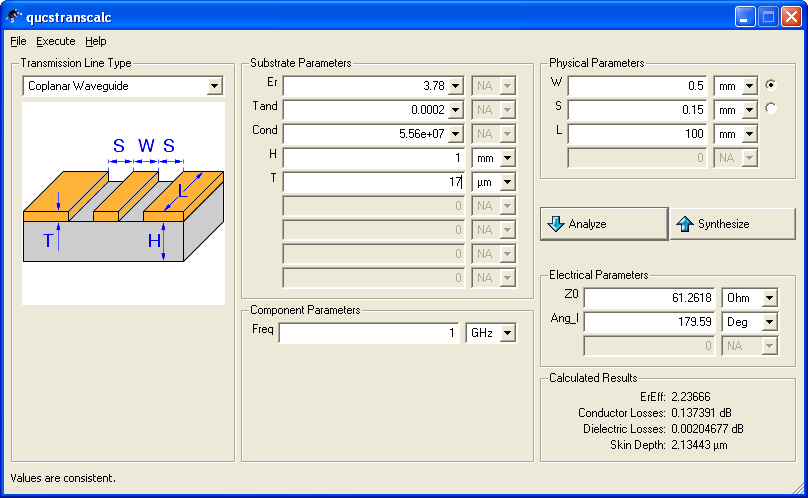 qucstranscalc
File Execute Help
Transmission Line Type
Coplanar Waveguide
S W S
L
T H
Substrate Parameters
Er 3.78 NA
Tand 0.0002 NA
Cond 5.56e+07 NA
H 1 mm
T 17 µm
0 NA
0 NA
0 NA
0 NA
Component Parameters
Freq 1 GHz
Physical Parameters
W 0.5 mm
S 0.15 mm
L 100 mm
0 NA
Analyze Synthesize
Electrical Parameters
Z0 61.2618 Ohm
Ang_l 179.59 Deg
0 NA
Calculated Results
ErEff: 2.23666
Conductor Losses: 0.137391 dB
Dielectric Losses: 0.00204677 dB
Skin Depth: 2.13443 µm
Values are consistent.